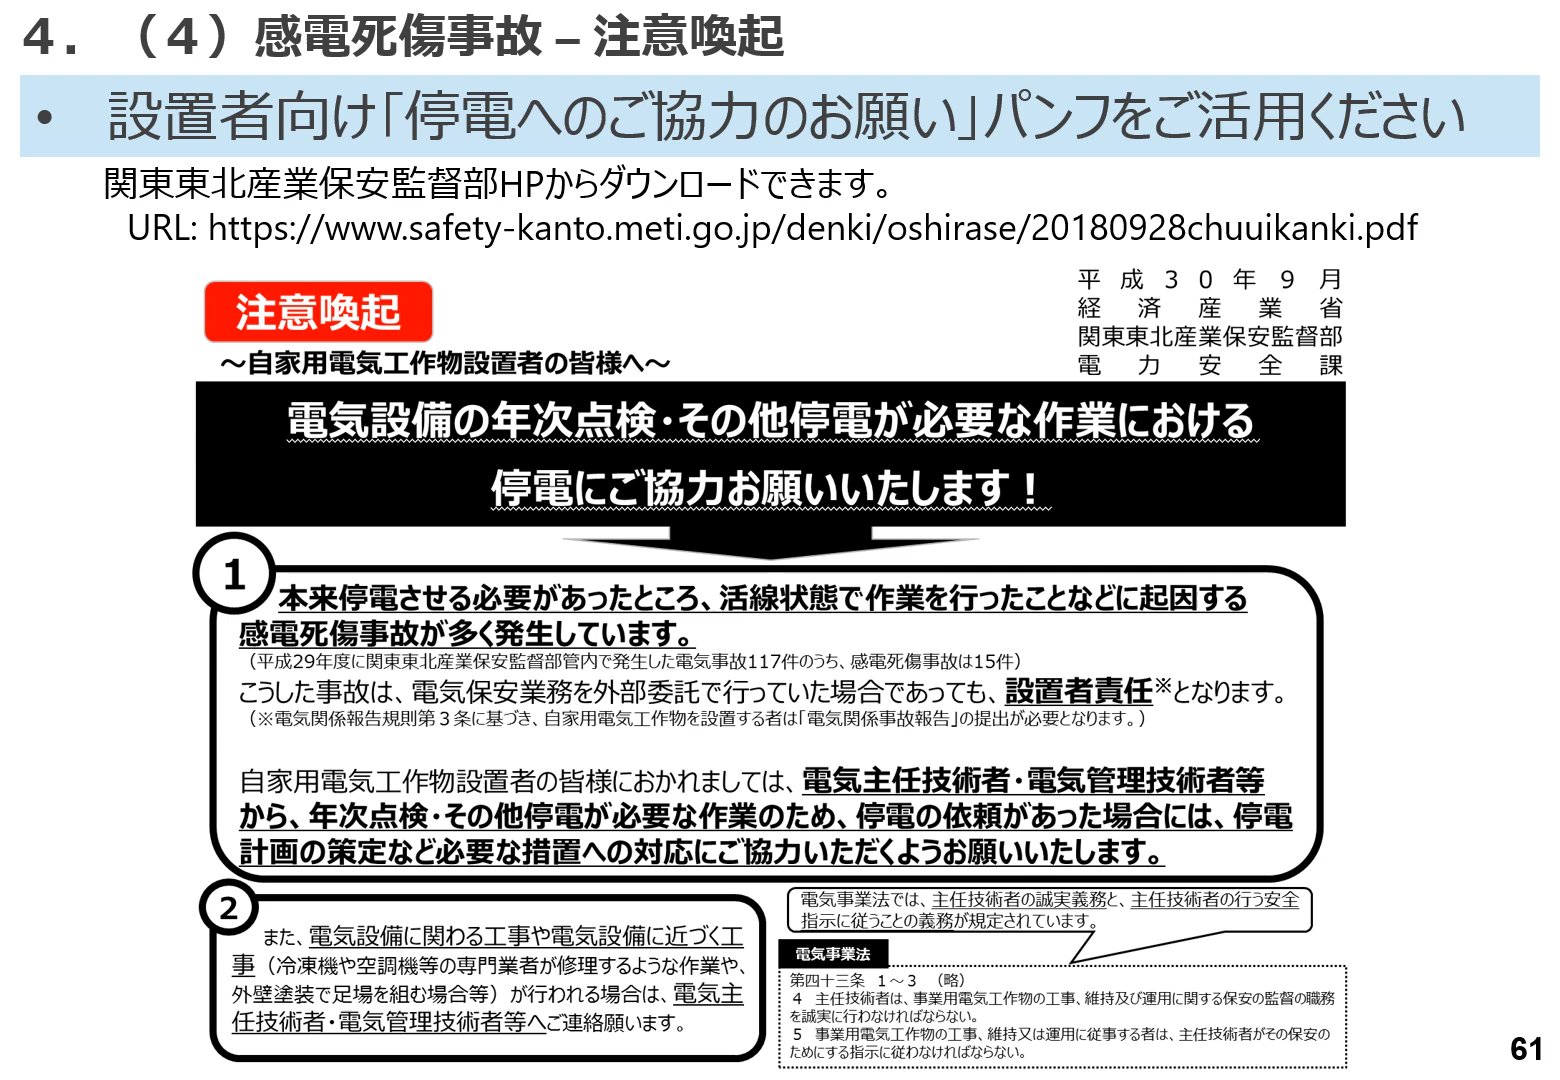 ４．（４）感電死傷事故 – 注意喚起
• 設置者向け「停電へのご協力のお願い」パンフをご活用ください
関東東北産業保安監督部HPからダウンロードできます。
URL: https://www.safety-kanto.meti.go.jp/denki/oshirase/20180928chuuikanki.pdf
注意喚起
平成３０年９月
経済産業省
関東東北産業保安監督部
電力安全課
～自家用電気工作物設置者の皆様へ～
電気設備の年次点検・その他停電が必要な作業における
停電にご協力お願いいたします！
1
本来停電させる必要があったところ、活線状態で作業を行ったことなどに起因する
感電死傷事故が多く発生しています。
（平成29年度に関東東北産業保安監督部管内で発生した電気事故117件のうち、感電死傷事故は15件）
こうした事故は、電気保安業務を外部委託で行っていた場合であっても、設置者責任※となります。
（※電気関係報告規則第３条に基づき、自家用電気工作物を設置する者は「電気関係事故報告」の提出が必要となります。）
自家用電気工作物設置者の皆様におかれましては、電気主任技術者・電気管理技術者等
から、年次点検・その他停電が必要な作業のため、停電の依頼があった場合には、停電
計画の策定など必要な措置への対応にご協力いただくようお願いいたします。
2
また、電気設備に関わる工事や電気設備に近づく工
事（冷凍機や空調機等の専門業者が修理するような作業や、
外壁塗装で足場を組む場合等）が行われる場合は、電気主
任技術者・電気管理技術者等へご連絡願います。
電気事業法では、主任技術者の誠実義務と、主任技術者の行う安全
指示に従うことの義務が規定されています。
電気事業法
第四十三条 １～３ （略）
４ 主任技術者は、事業用電気工作物の工事、維持及び運用に関する保安の監督の職務
を誠実に行わなければならない。
５ 事業用電気工作物の工事、維持又は運用に従事する者は、主任技術者がその保安の
ためにする指示に従わなければならない。
61